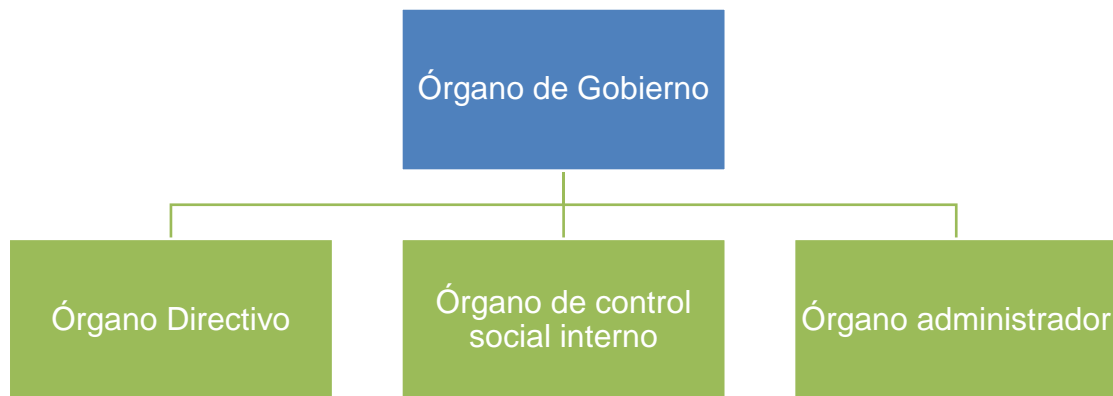 Órgano de Gobierno
Órgano Directivo
Órgano de control
social interno
Órgano administrador